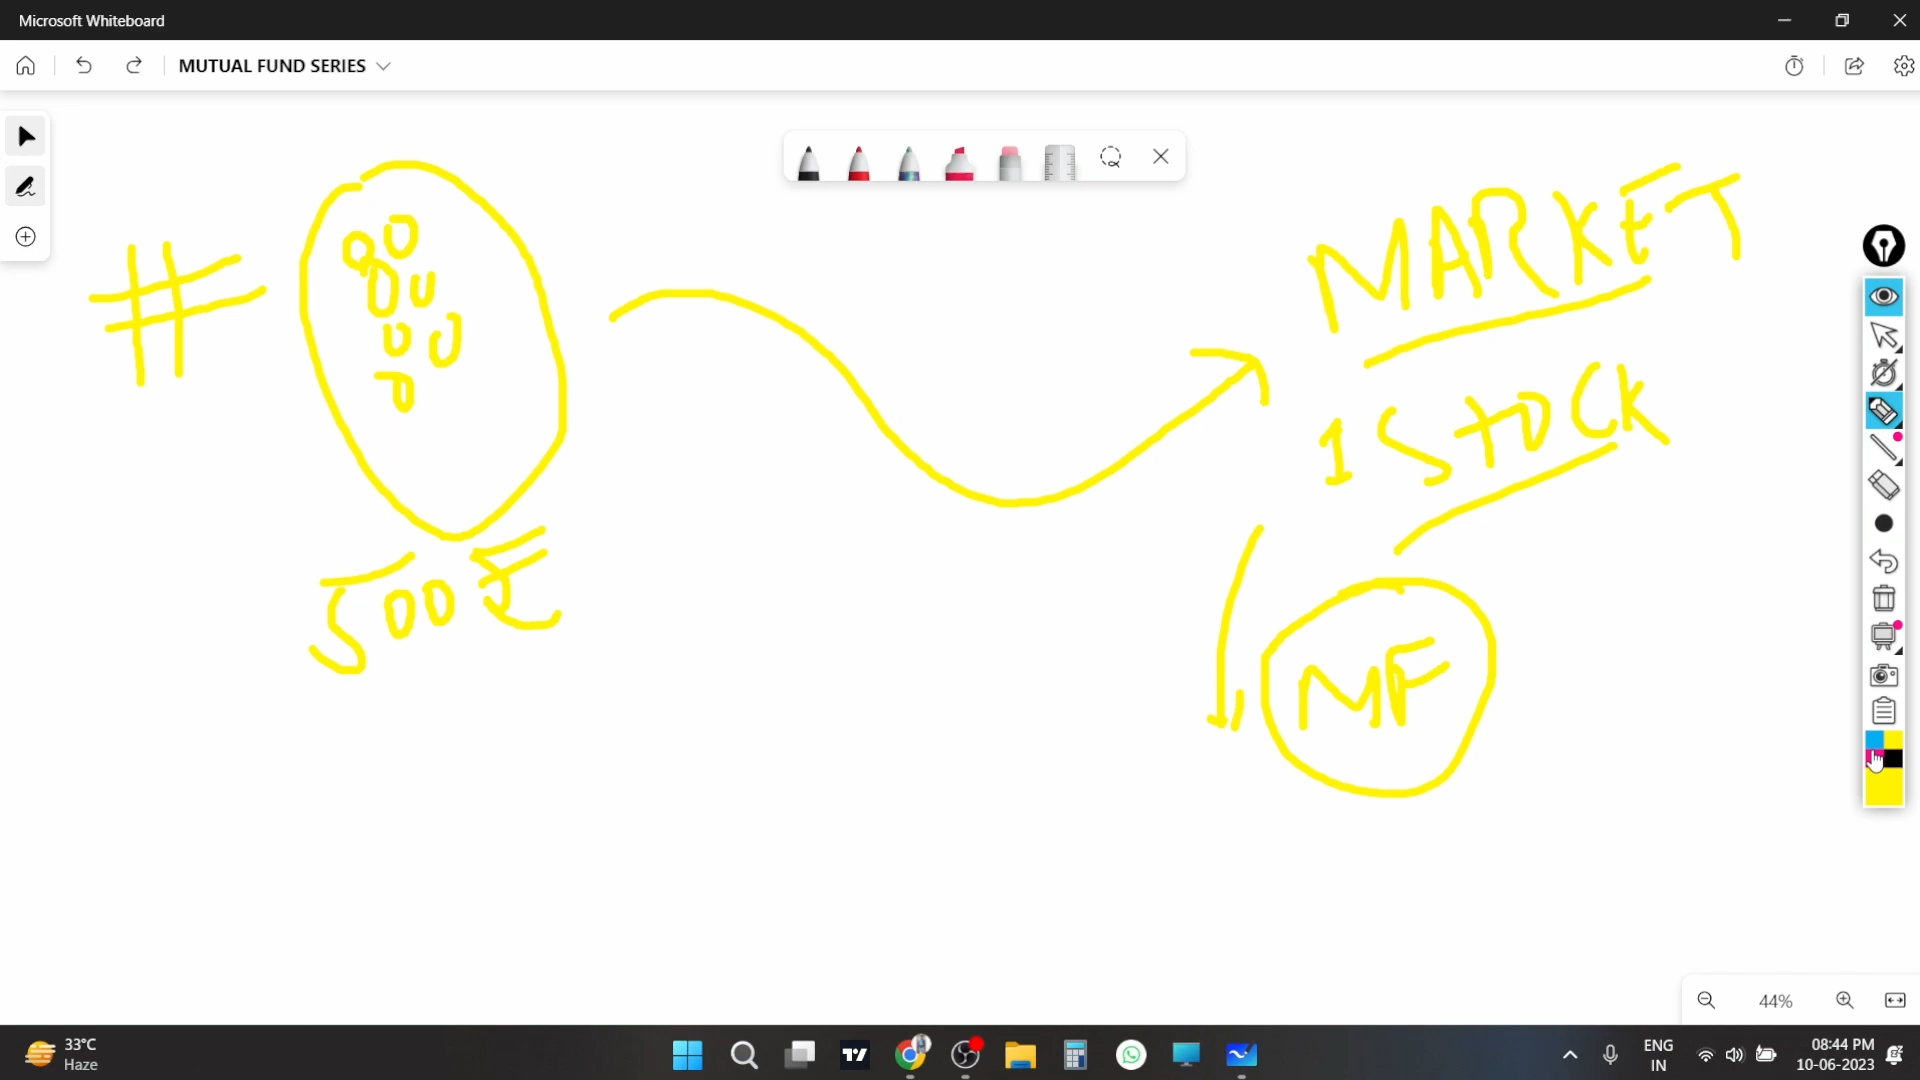 Microsoft Whiteboard
MUTUAL FUND SERIES
#
500 ₹
MARKET
1 STOCK
MF
44%
33°C
Haze
ENG
IN
08:44 PM
10-06-2023